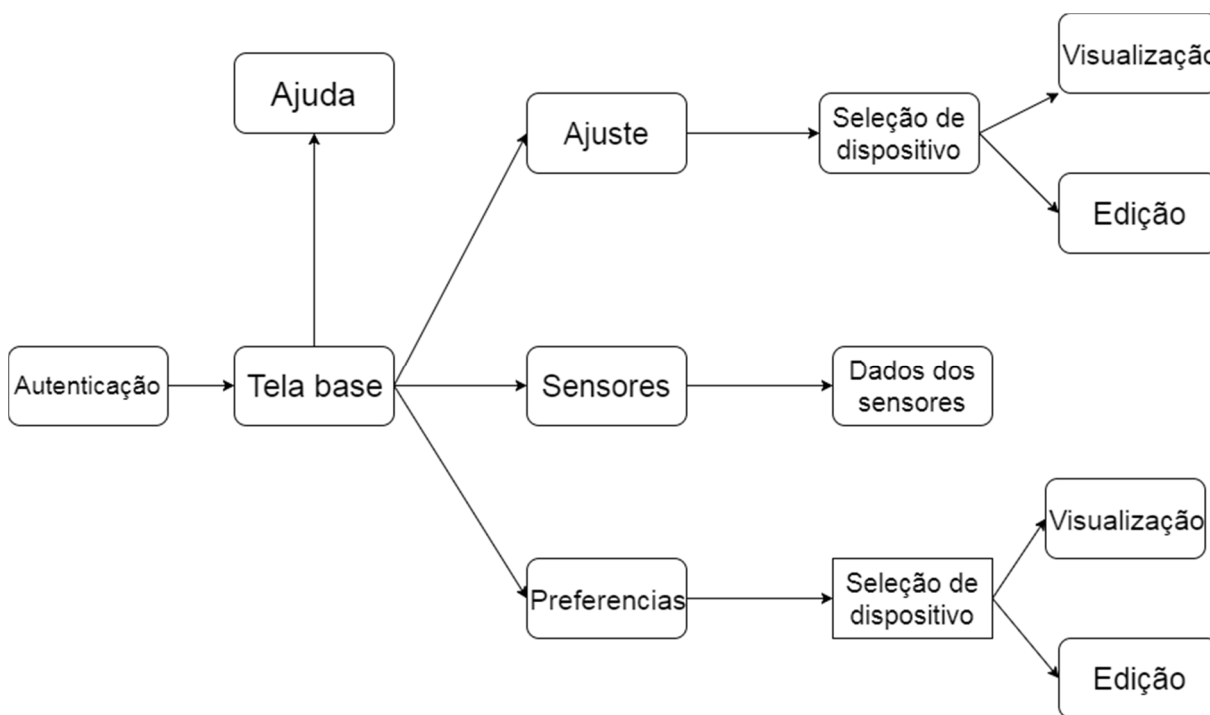 Visualização
Ajuda
Ajuste
Seleção de
dispositivo
Edição
Autenticação
Tela base
Sensores
Dados dos
sensores
Visualização
Preferencias
Seleção de
dispositivo
Edição